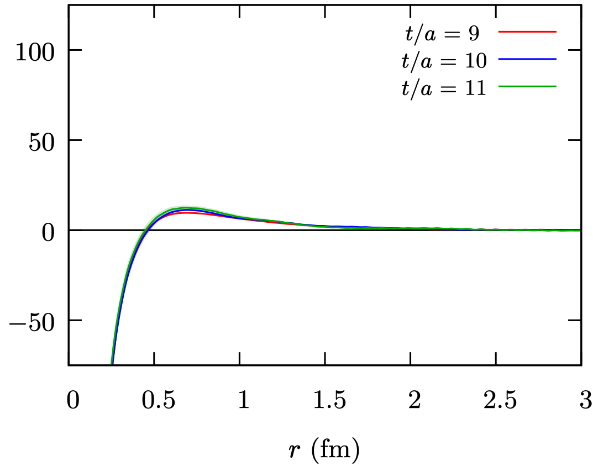 100
50
0
−50
t/a = 9
t/a = 10
t/a = 11
0 0.5 1 1.5 2 2.5 3
r (fm)